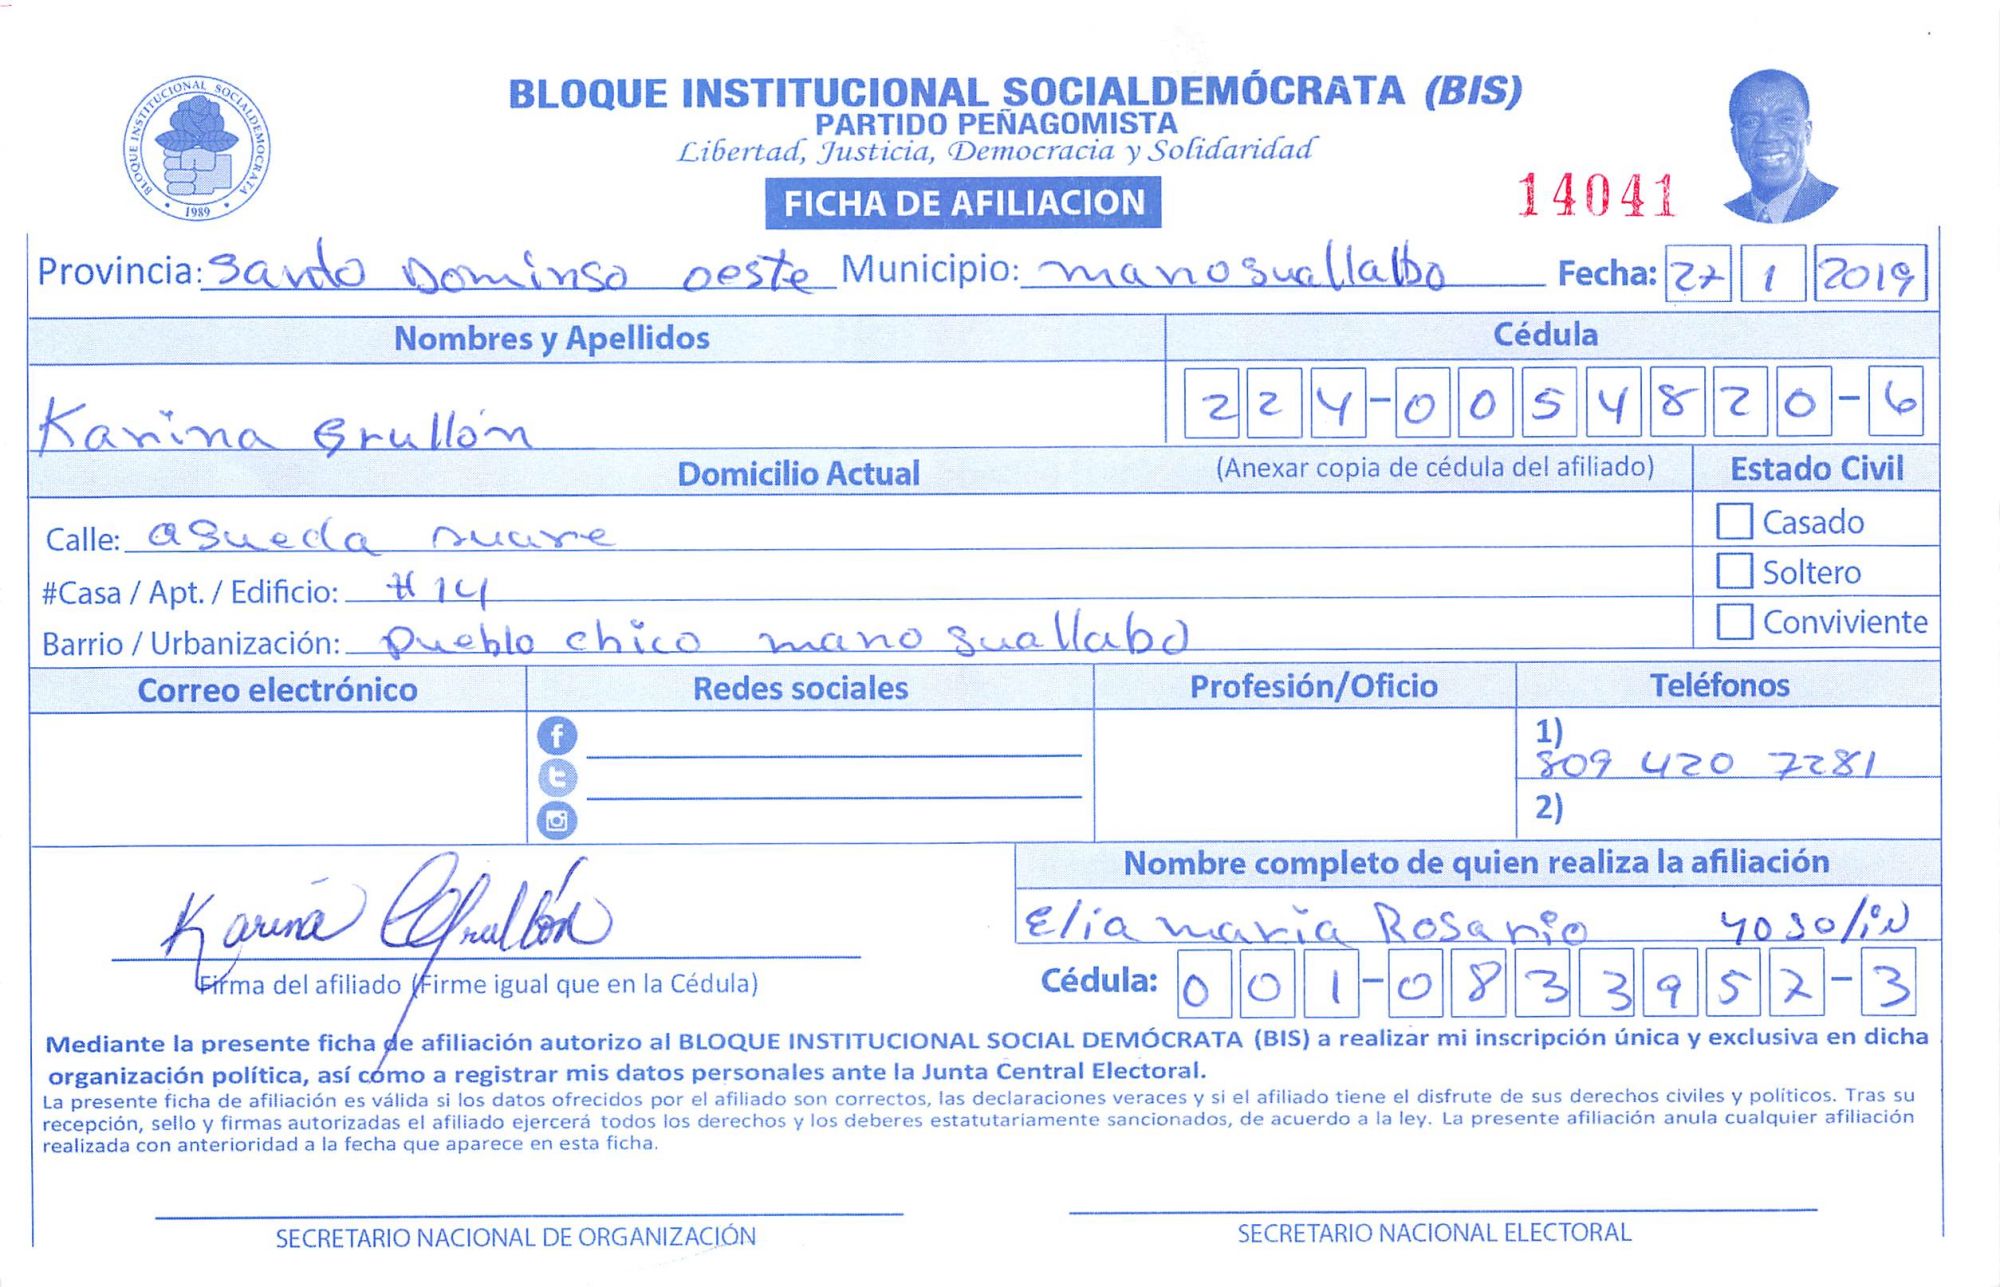 BLOQUE INSTITUCIONAL SOCIALDEMOCRATA
1989
BLOQUE INSTITUCIONAL SOCIALDEMÓCRATA (BIS)
PARTIDO PEÑAGOMISTA
Libertad, Justicia, Democracia y Solidaridad
FICHA DE AFILIACION
14041
Provincia: Santo Dominso oeste Municipio: manosuallabo Fecha: 27 1 2019
Nombres y Apellidos Cédula
Karina Grullón 224-0054820-6
Domicilio Actual (Anexar copia de cédula del afiliado) Estado Civil
Calle: asueda suare Casado
#Casa / Apt. / Edificio: #14 Soltero
Barrio / Urbanización: Pueblo chico mano suallabo Conviviente
Correo electrónico Redes sociales Profesión/Oficio Teléfonos
1) 809 420 7281
2)
Nombre completo de quien realiza la afiliación
Elia maria Rosario
Karina Grullón
Firma del afiliado (Firme igual que en la Cédula) Cédula: 001-0833952-3
Mediante la presente ficha de afiliación autorizo al BLOQUE INSTITUCIONAL SOCIAL DEMÓCRATA (BIS) a realizar mi inscripción única y exclusiva en dicha
organización política, así cómo a registrar mis datos personales ante la Junta Central Electoral.
La presente ficha de afiliación es válida si los datos ofrecidos por el afiliado son correctos, las declaraciones veraces y si el afiliado tiene el disfrute de sus derechos civiles y políticos. Tras su
recepción, sello y firmas autorizadas el afiliado ejercerá todos los derechos y los deberes estatutariamente sancionados, de acuerdo a la ley. La presente afiliación anula cualquier afiliación
realizada con anterioridad a la fecha que aparece en esta ficha.
SECRETARIO NACIONAL DE ORGANIZACIÓN SECRETARIO NACIONAL ELECTORAL